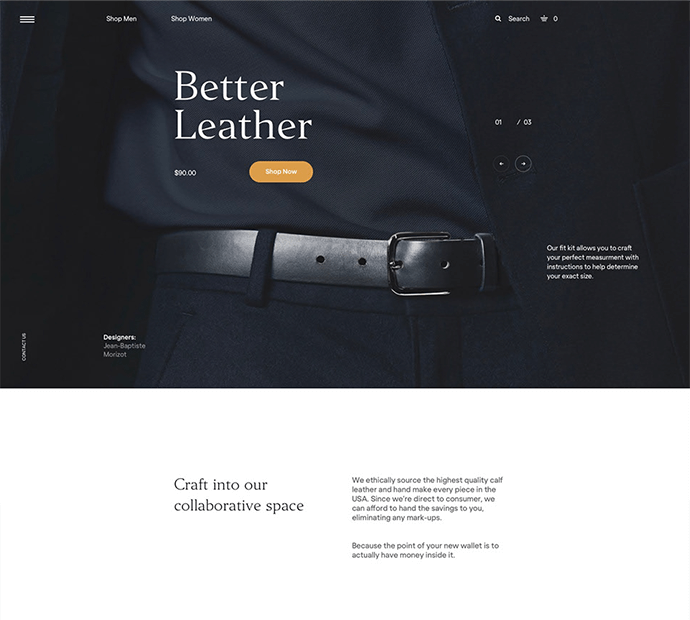 Shop Men
Shop Women
Search
0
Better
Leather
01 / 03
$90.00
Shop Now
Our fit kit allows you to craft
your perfect measurment with
instructions to help determine
your exact size.
CONTACT US
Designers:
Jean-Baptiste
Morizot
Craft into our
collaborative space
We ethically source the highest quality calf
leather and hand make every piece in the
USA. Since we're direct to consumer, we
can afford to hand the savings to you,
eliminating any mark-ups.
Because the point of your new wallet is to
actually have money inside it.